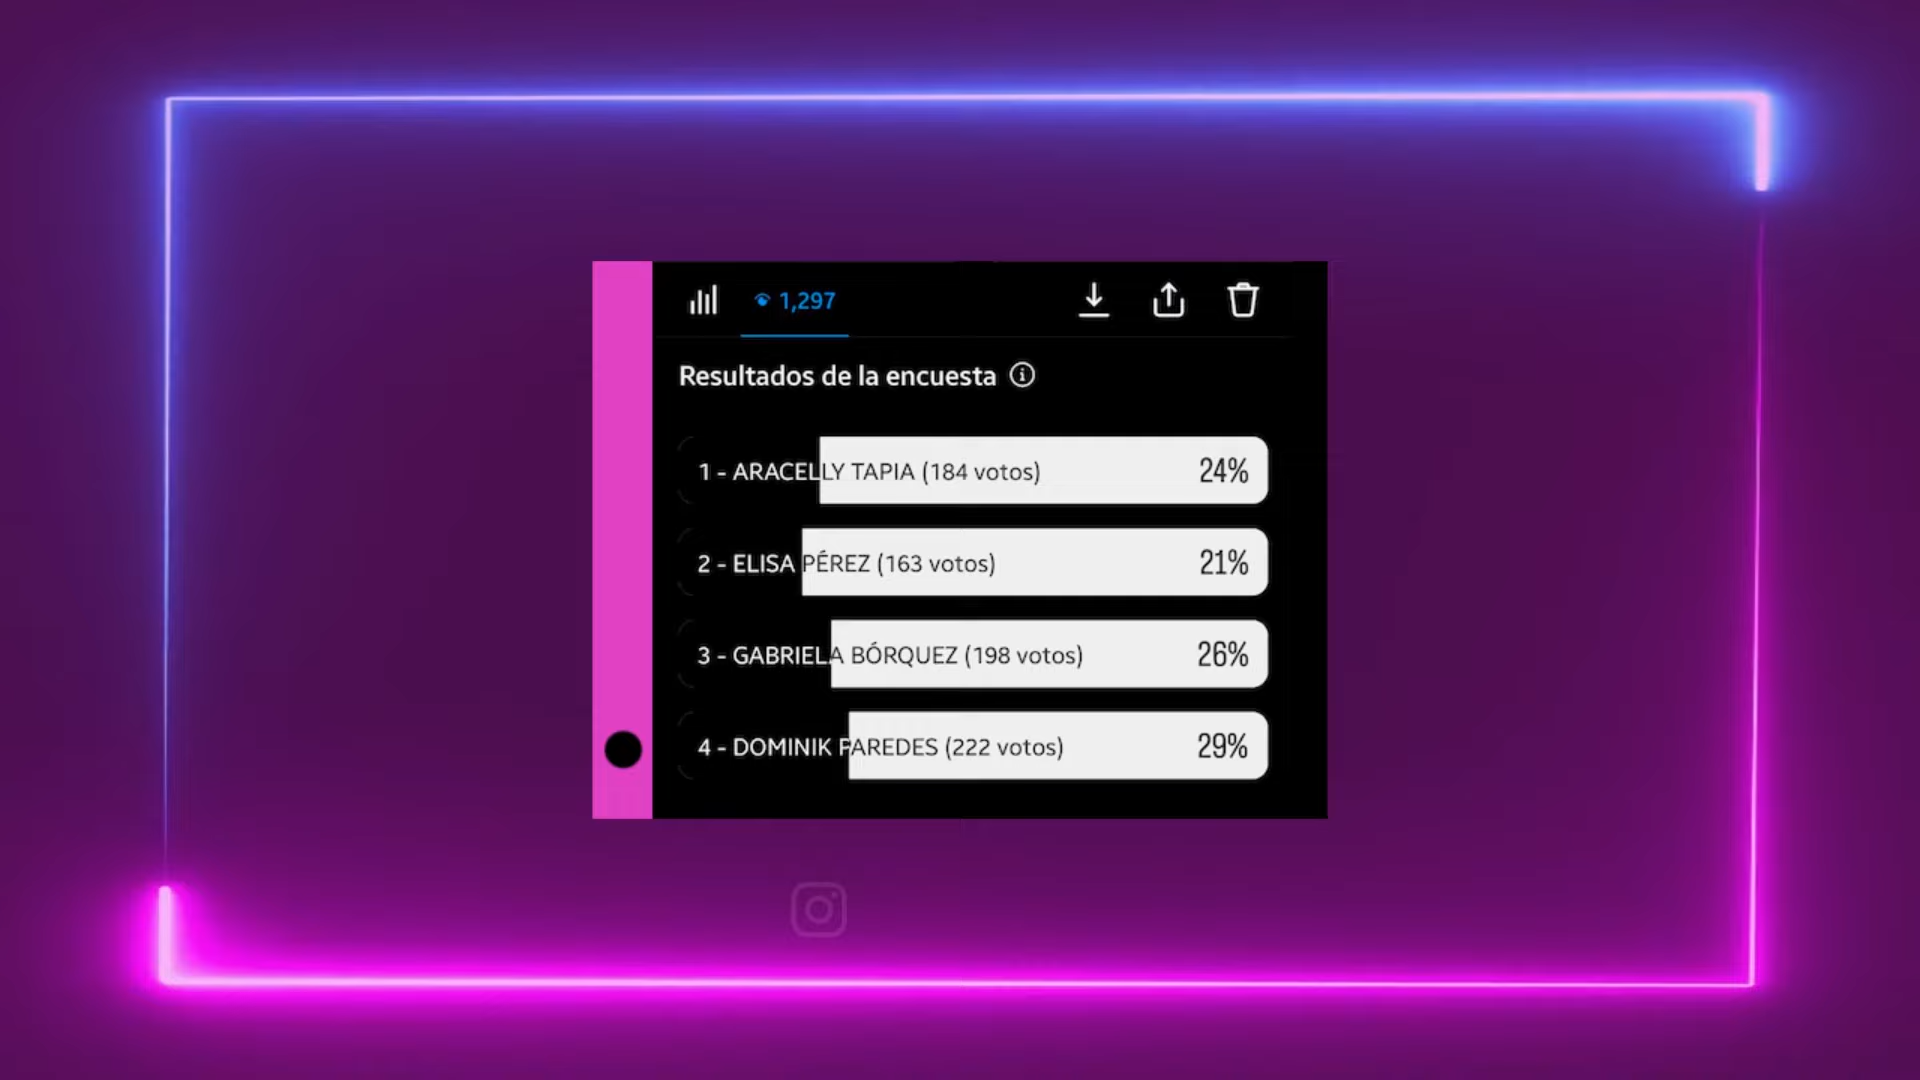 1,297
Resultados de la encuesta
1 - ARACELLY TAPIA (184 votos) 24%
2 - ELISA PÉREZ (163 votos) 21%
3 - GABRIELA BÓRQUEZ (198 votos) 26%
4 - DOMINIK PAREDES (222 votos) 29%